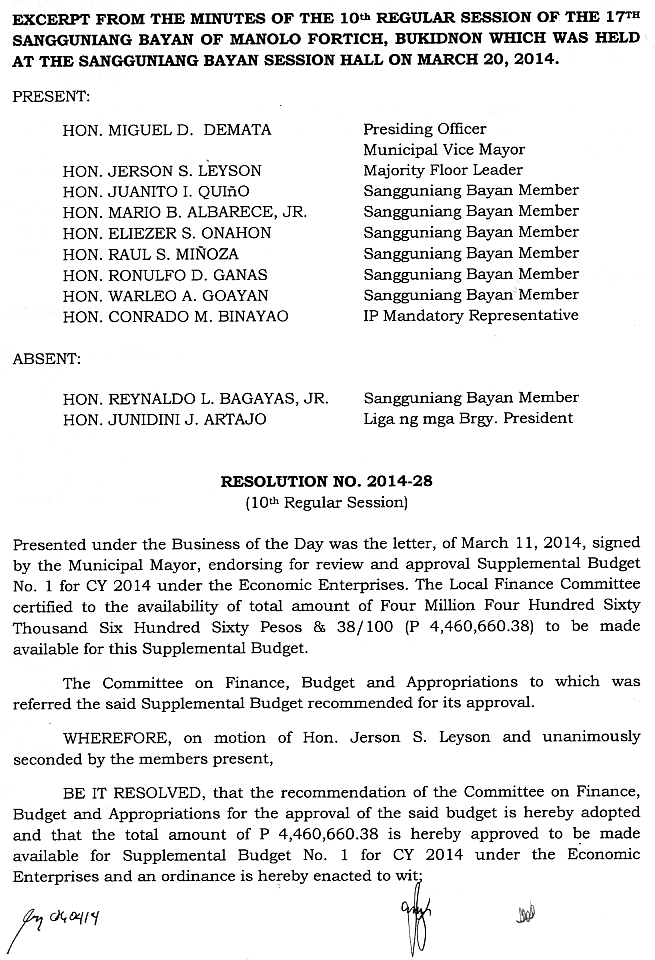 EXCERPT FROM THE MINUTES OF THE 10th REGULAR SESSION OF THE 17TH
SANGGUNIANG BAYAN OF MANOLO FORTICH, BUKIDNON WHICH WAS HELD
AT THE SANGGUNIANG BAYAN SESSION HALL ON MARCH 20, 2014.
PRESENT:
HON. MIGUEL D. DEMATA Presiding Officer
Municipal Vice Mayor
HON. JERSON S. LEYSON Majority Floor Leader
HON. JUANITO I. QUIñO Sangguniang Bayan Member
HON. MARIO B. ALBARECE, JR. Sangguniang Bayan Member
HON. ELIEZER S. ONAHON Sangguniang Bayan Member
HON. RAUL S. MIÑOZA Sangguniang Bayan Member
HON. RONULFO D. GANAS Sangguniang Bayan Member
HON. WARLEO A. GOAYAN Sangguniang Bayan Member
HON. CONRADO M. BINAYAO IP Mandatory Representative
ABSENT:
HON. REYNALDO L. BAGAYAS, JR. Sangguniang Bayan Member
HON. JUNIDINI J. ARTAJO Liga ng mga Brgy. President
RESOLUTION NO. 2014-28
(10th Regular Session)
Presented under the Business of the Day was the letter, of March 11, 2014, signed
by the Municipal Mayor, endorsing for review and approval Supplemental Budget
No. 1 for CY 2014 under the Economic Enterprises. The Local Finance Committee
certified to the availability of total amount of Four Million Four Hundred Sixty
Thousand Six Hundred Sixty Pesos & 38/100 (P 4,460,660.38) to be made
available for this Supplemental Budget.
The Committee on Finance, Budget and Appropriations to which was
referred the said Supplemental Budget recommended for its approval.
WHEREFORE, on motion of Hon. Jerson S. Leyson and unanimously
seconded by the members present,
BE IT RESOLVED, that the recommendation of the Committee on Finance,
Budget and Appropriations for the approval of the said budget is hereby adopted
and that the total amount of P 4,460,660.38 is hereby approved to be made
available for Supplemental Budget No. 1 for CY 2014 under the Economic
Enterprises and an ordinance is hereby enacted to wit;